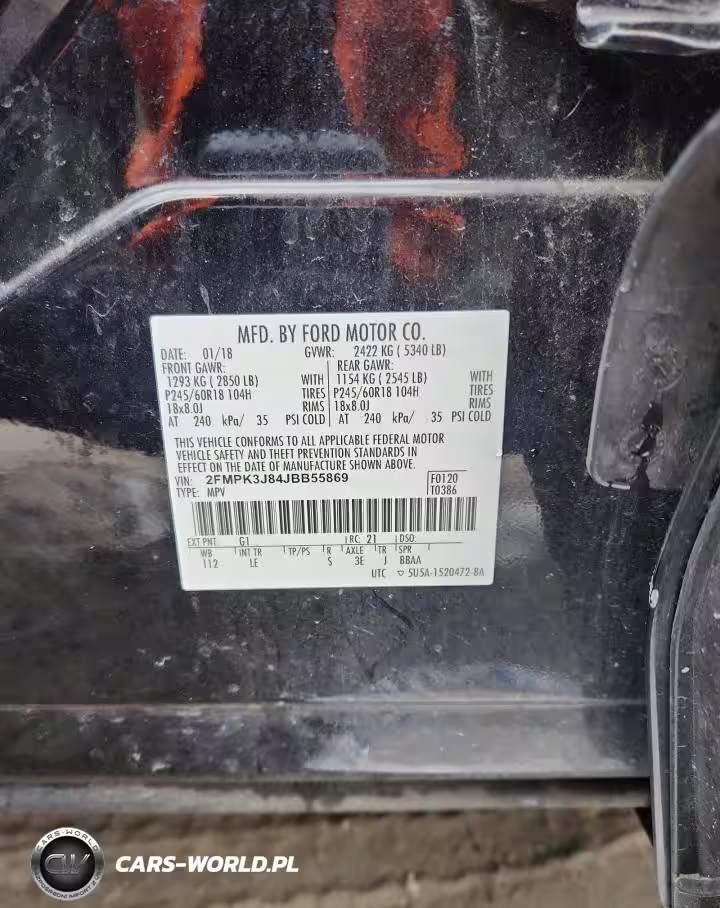 MFD. BY FORD MOTOR CO.
DATE: 01/18 GVWR: 2422 KG ( 5340 LB)
FRONT GAWR: REAR GAWR:
1293 KG ( 2850 LB) WITH 1154 KG ( 2545 LB) WITH
P245/60R18 104H TIRES P245/60R18 104H TIRES
18x8.0J RIMS 18x8.0J RIMS
AT 240 kPa/ 35 PSI COLD AT 240 kPa/ 35 PSI COLD
THIS VEHICLE CONFORMS TO ALL APPLICABLE FEDERAL MOTOR
VEHICLE SAFETY AND THEFT PREVENTION STANDARDS IN
EFFECT ON THE DATE OF MANUFACTURE SHOWN ABOVE.
VIN: 2FMPK3J84JBB55869 F0120
TYPE: MPV T0386
EXT PNT: G1 RC: 21 DSO:
WB INT TR TP/PS R AXLE TR SPR
112 LE S 3E J BBAA
UTC ▽ 5U5A-1520472-BA
CARS-WORLD
CW
CARS-WORLD.PL